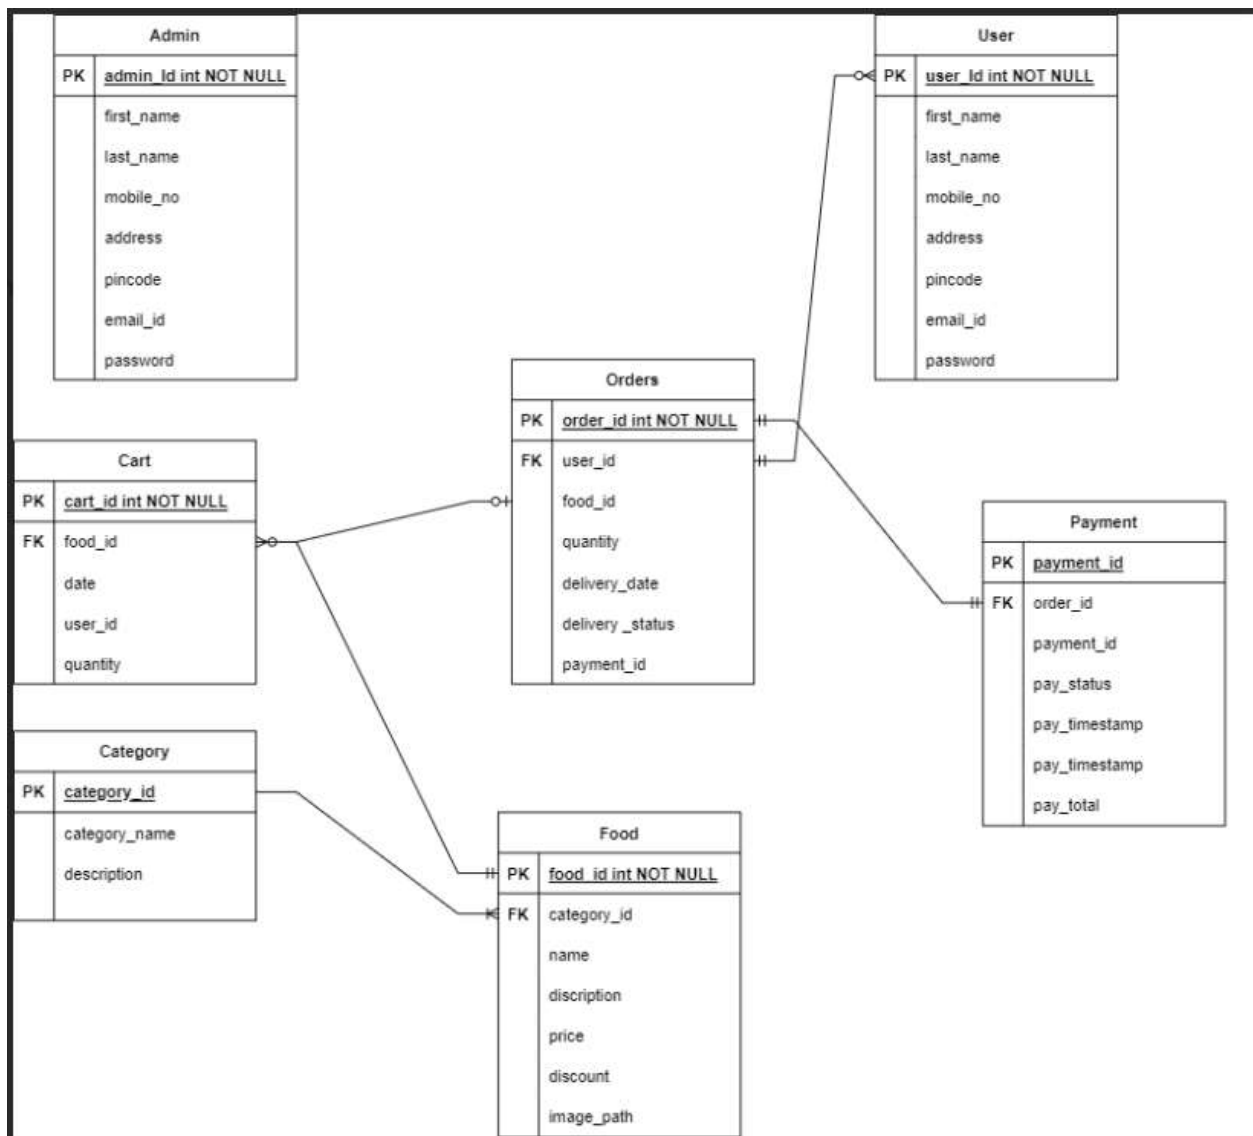 Admin
PK admin_Id int NOT NULL
first_name
last_name
mobile_no
address
pincode
email_id
password
User
PK user_Id int NOT NULL
first_name
last_name
mobile_no
address
pincode
email_id
password
Orders
PK order_id int NOT NULL
FK user_id
food_id
quantity
delivery_date
delivery _status
payment_id
Cart
PK cart_id int NOT NULL
FK food_id
date
user_id
quantity
Payment
PK payment_id
FK order_id
payment_id
pay_status
pay_timestamp
pay_timestamp
pay_total
Category
PK category_id
category_name
description
Food
PK food_id int NOT NULL
FK category_id
name
discription
price
discount
image_path